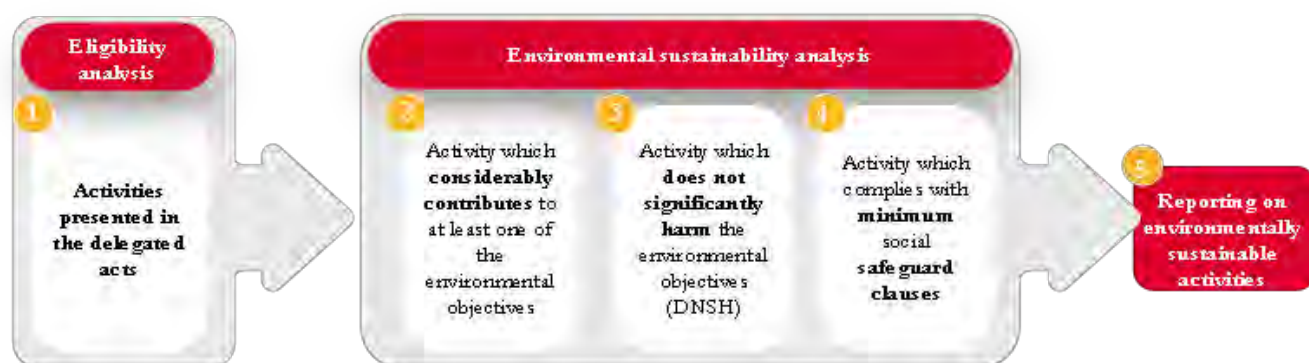 Eligibility
analysis
1
Activities
presented in
the delegated
acts
Environmental sustainability analysis
2
Activity which
considerably
contributes to
at least one of
the
environmental
objectives
3
Activity which
does not
significantly
harm the
environmental
objectives
(DNSH)
4
Activity which
complies with
minimum
social
safeguard
clauses
5
Reporting on
environmentally
sustainable
activities